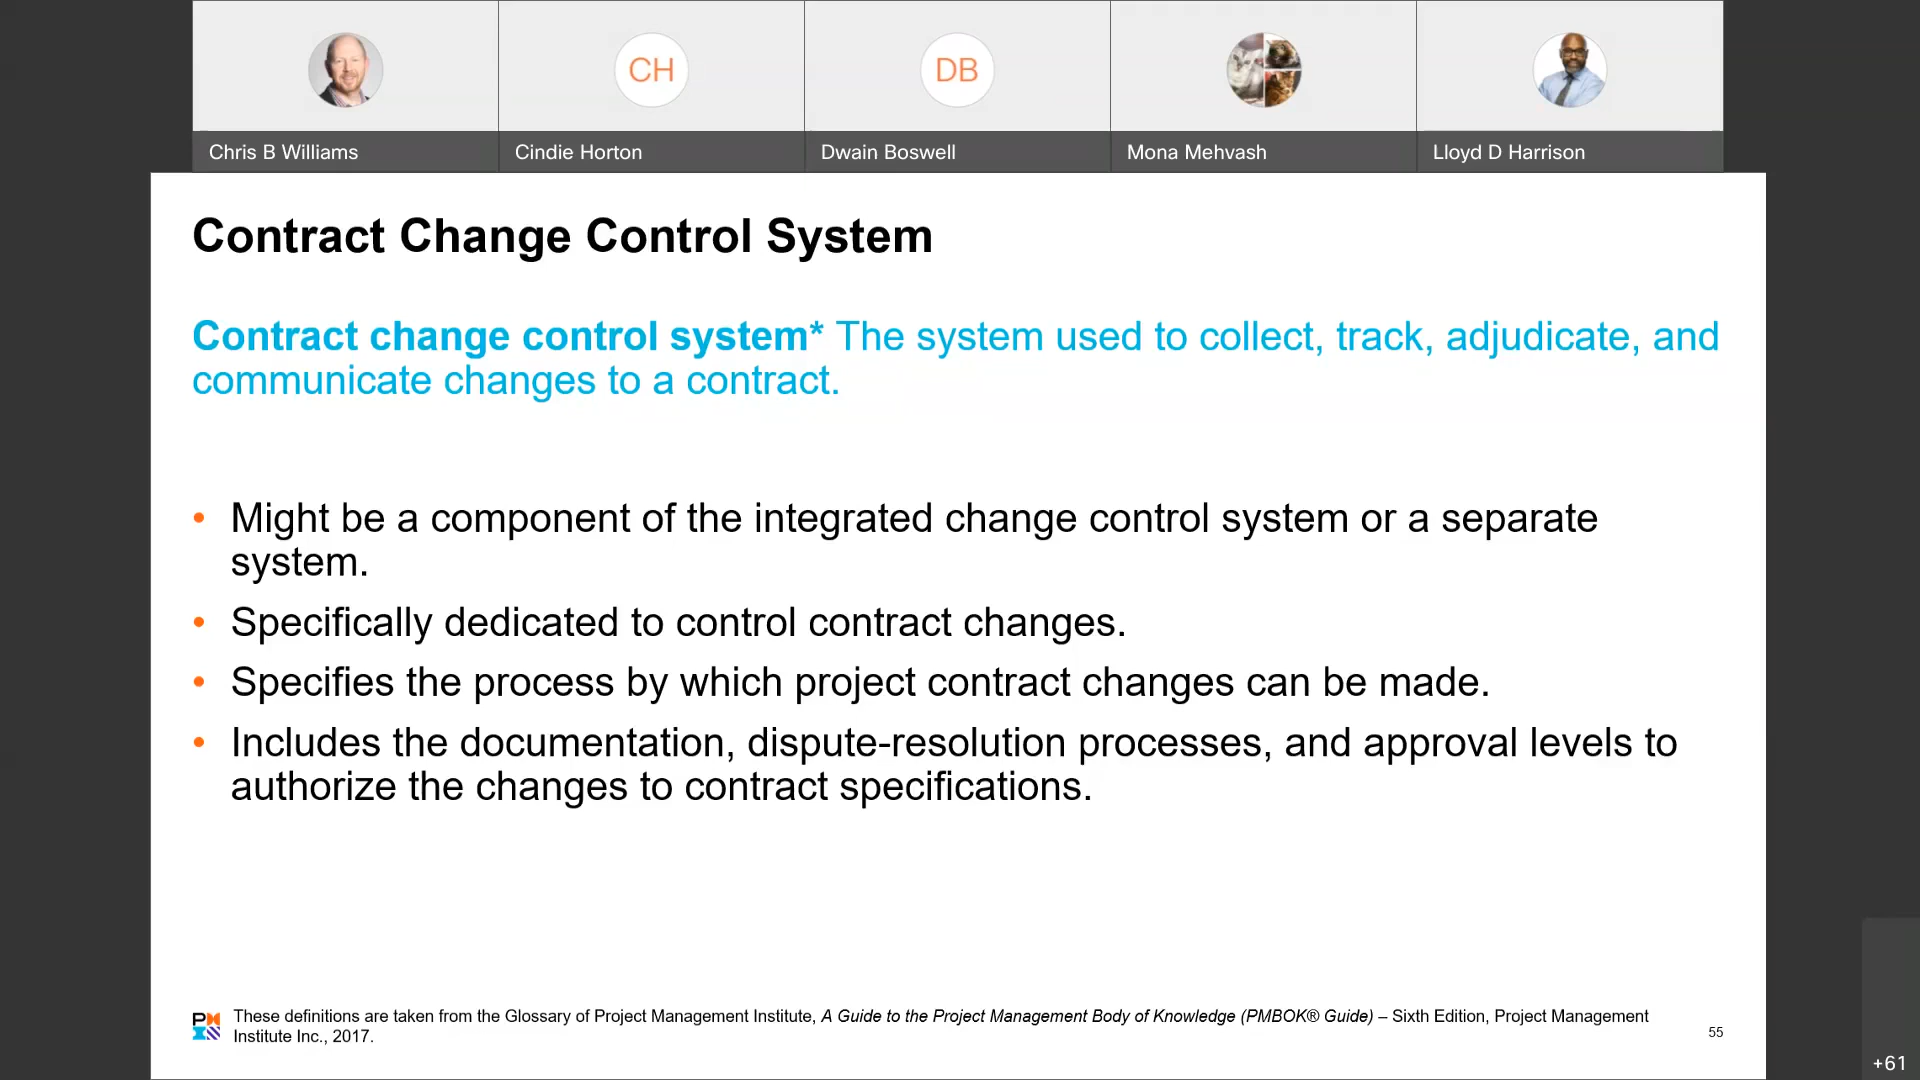 CH
DB
Chris B Williams
Cindie Horton
Dwain Boswell
Mona Mehvash
Lloyd D Harrison
Contract Change Control System
Contract change control system* The system used to collect, track, adjudicate, and
communicate changes to a contract.
• Might be a component of the integrated change control system or a separate
system.
• Specifically dedicated to control contract changes.
• Specifies the process by which project contract changes can be made.
• Includes the documentation, dispute-resolution processes, and approval levels to
authorize the changes to contract specifications.
These definitions are taken from the Glossary of Project Management Institute, A Guide to the Project Management Body of Knowledge (PMBOK® Guide) – Sixth Edition, Project Management
Institute Inc., 2017.
55
+61